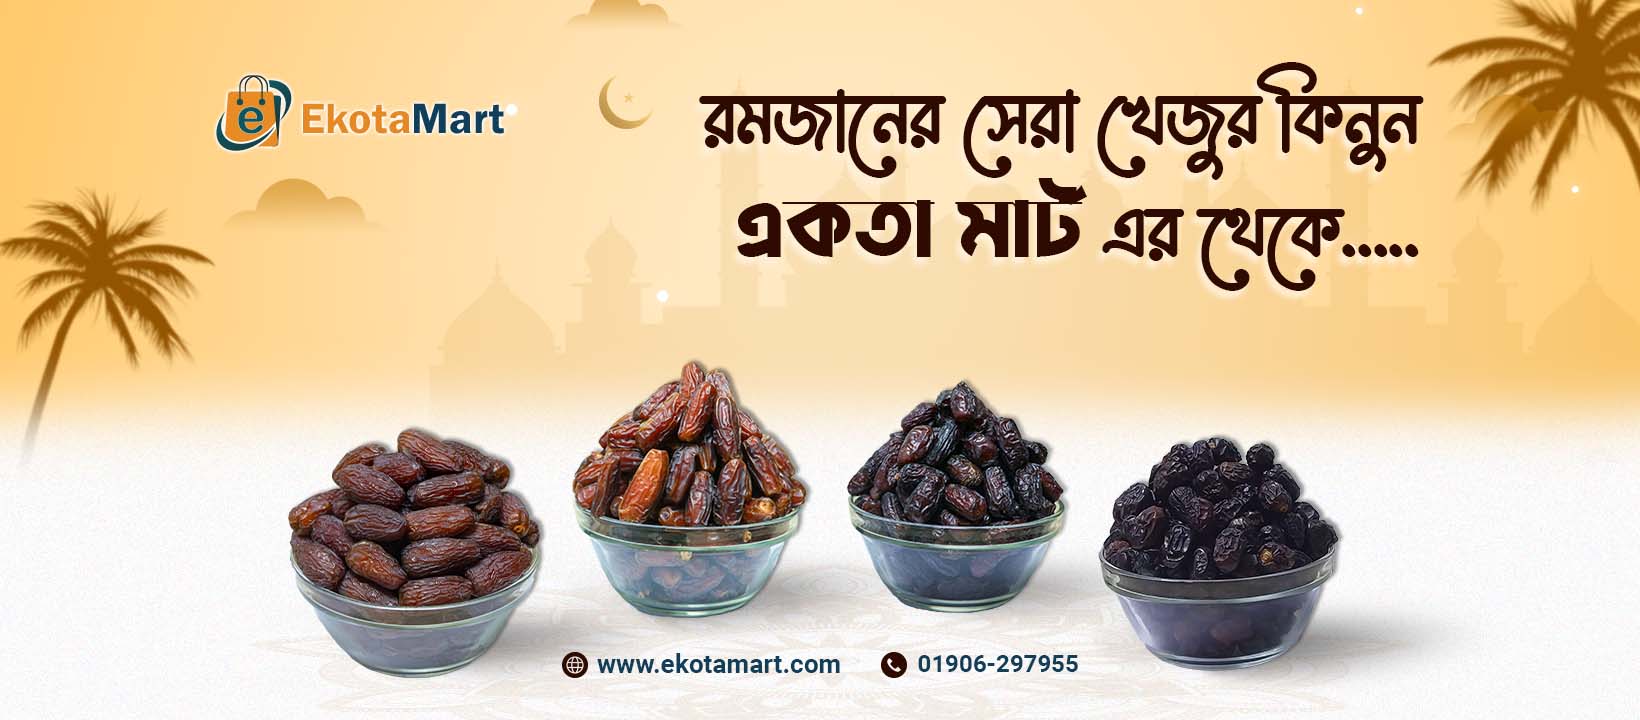 EkotaMart
রমজানের সেরা খেজুর কিনুন
একতা মার্ট এর থেকে.....
www.ekotamart.com 01906-297955